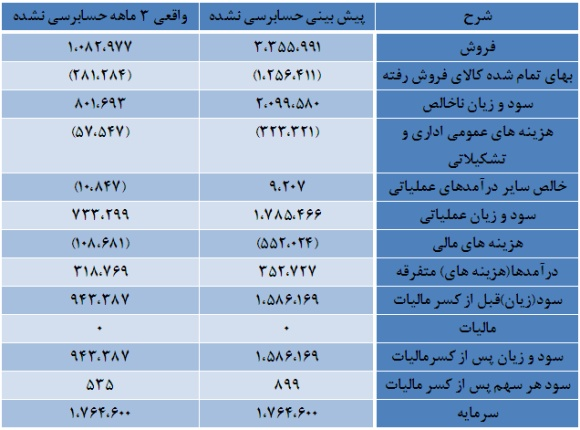 شرح پیش بینی حسابرسی نشده واقعی ۳ ماهه حسابرسی نشده
فروش ۳،۳۵۵،۹۹۱ ۱،۰۸۲،۹۷۷
بهای تمام شده کالای فروش رفته (۱،۲۵۶،۴۱۱) (۲۸۱،۲۸۴)
سود و زیان ناخالص ۲،۰۹۹،۵۸۰ ۸۰۱،۶۹۳
هزینه های عمومی اداری و (۳۲۳،۳۲۱) (۵۷،۵۴۷)
تشکیلاتی
خالص سایر درآمدهای عملیاتی ۹،۲۰۷ (۱۰،۸۴۷)
سود و زیان عملیاتی ۱،۷۸۵،۴۶۶ ۷۳۳،۲۹۹
هزینه های مالی (۵۵۲،۰۲۴) (۱۰۸،۶۸۱)
درآمدها(هزینه های) متفرقه ۳۵۲،۷۲۷ ۳۱۸،۷۶۹
سود(زیان)قبل از کسر مالیات ۱،۵۸۶،۱۶۹ ۹۴۳،۳۸۷
مالیات ۰ ۰
سود و زیان پس از کسرمالیات ۱،۵۸۶،۱۶۹ ۹۴۳،۳۸۷
سود هر سهم پس از کسر مالیات ۸۹۹ ۵۳۵
سرمایه ۱،۷۶۴،۶۰۰ ۱،۷۶۴،۶۰۰